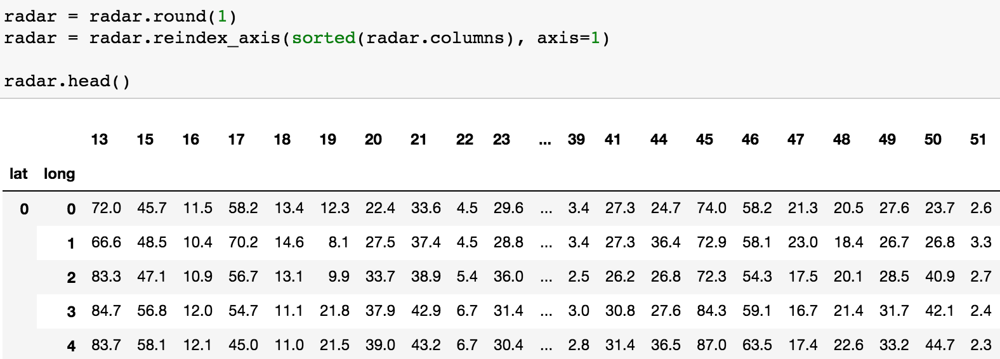 radar = radar.round(1)
radar = radar.reindex_axis(sorted(radar.columns), axis=1)
radar.head()
13 15 16 17 18 19 20 21 22 23 ... 39 41 44 45 46 47 48 49 50 51
lat long
0 0 72.0 45.7 11.5 58.2 13.4 12.3 22.4 33.6 4.5 29.6 ... 3.4 27.3 24.7 74.0 58.2 21.3 20.5 27.6 23.7 2.6
1 66.6 48.5 10.4 70.2 14.6 8.1 27.5 37.4 4.5 28.8 ... 3.4 27.3 36.4 72.9 58.1 23.0 18.4 26.7 26.8 3.3
2 83.3 47.1 10.9 56.7 13.1 9.9 33.7 38.9 5.4 36.0 ... 2.5 26.2 26.8 72.3 54.3 17.5 20.1 28.5 40.9 2.7
3 84.7 56.8 12.0 54.7 11.1 21.8 37.9 42.9 6.7 31.4 ... 3.0 30.8 27.6 84.3 59.1 16.7 21.4 31.7 42.1 2.4
4 83.7 58.1 12.1 45.0 11.0 21.5 39.0 43.2 6.7 30.4 ... 2.8 31.4 36.5 87.0 63.5 17.4 22.6 33.2 44.7 2.3